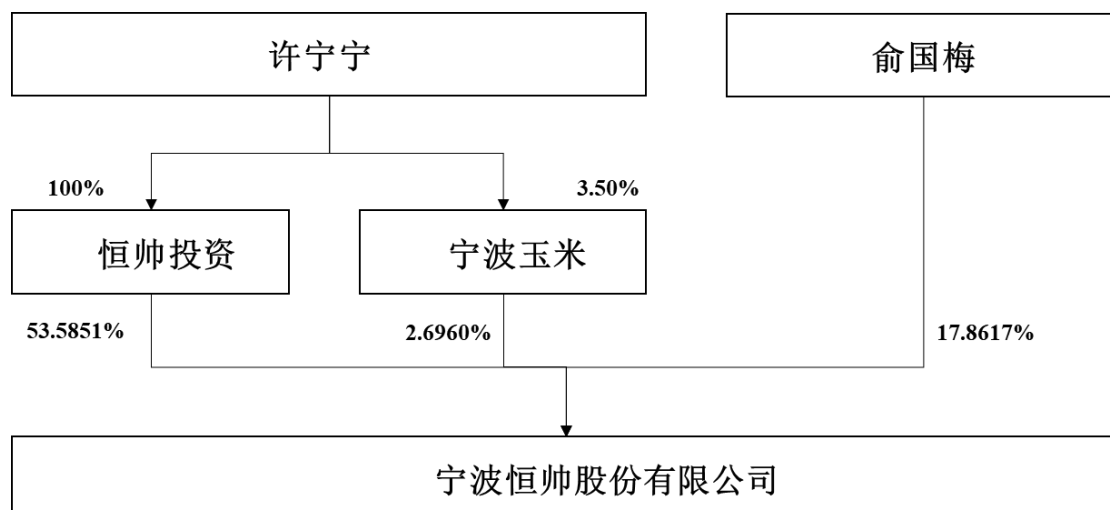 许宁宁
俞国梅
100%
3.50%
恒帅投资
宁波玉米
53.5851%
2.6960%
17.8617%
宁波恒帅股份有限公司